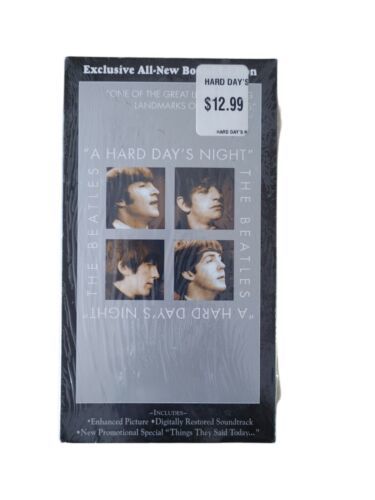 Exclusive All-New Bo on
HARD DAY'S
$12.99
HARD DAY'S N
"ONE OF THE GREAT
LANDMARKS O
"A HARD DAY'S NIGHT"
THE BEATLES
THE BEATLES
"A HARD DAY'S NIGHT"
–INCLUDES–
•Enhanced Picture •Digitally Restored Soundtrack
•New Promotional Special "Things They Said Today..."